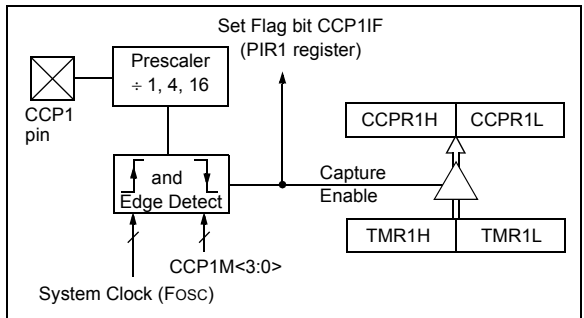 Set Flag bit CCP1IF
(PIR1 register)
Prescaler
÷ 1, 4, 16
CCP1
pin
CCPR1H CCPR1L
and
Edge Detect
Capture
Enable
TMR1H TMR1L
CCP1M<3:0>
System Clock (FOSC)